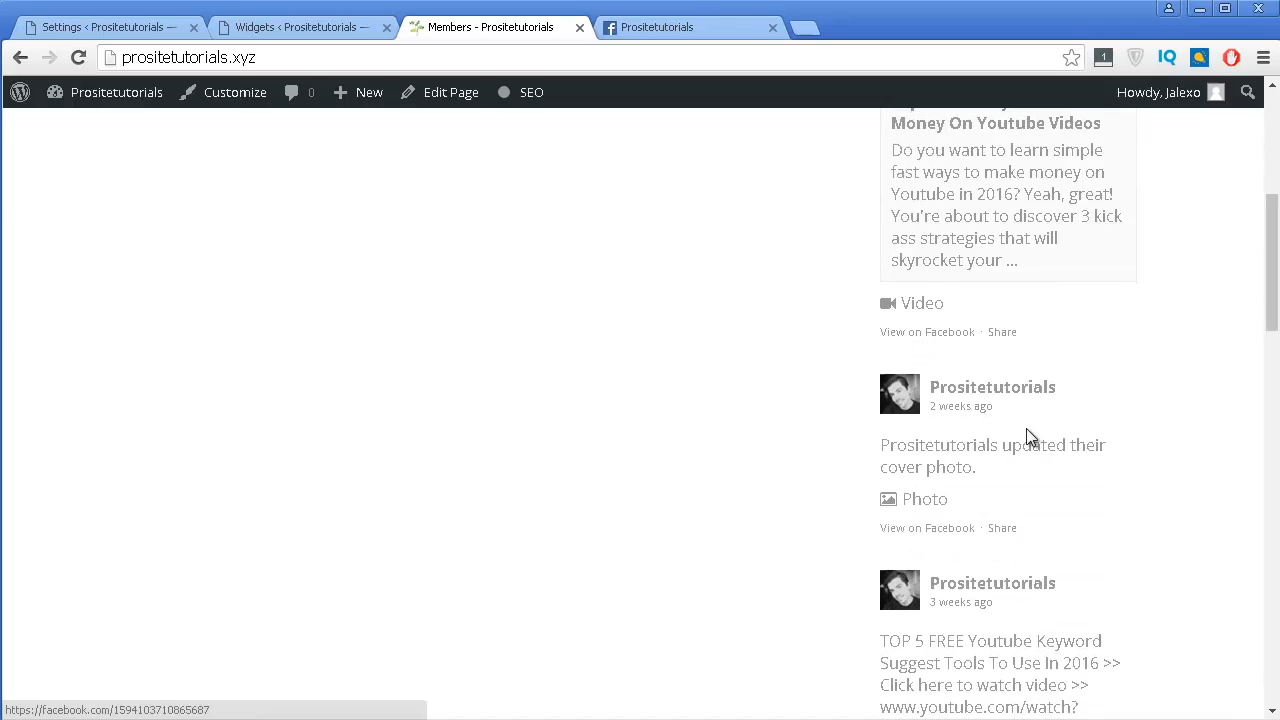 Settings ‹ Prositetutorials —
Widgets ‹ Prositetutorials —
Members - Prositetutorials
Prositetutorials
prositetutorials.xyz
1
IQ
Prositetutorials
Customize
0
New
Edit Page
SEO
Howdy, Jalexo
Money On Youtube Videos
Do you want to learn simple
fast ways to make money on
Youtube in 2016? Yeah, great!
You're about to discover 3 kick
ass strategies that will
skyrocket your ...
Video
View on Facebook · Share
Prositetutorials
2 weeks ago
Prositetutorials updated their
cover photo.
Photo
View on Facebook · Share
Prositetutorials
3 weeks ago
TOP 5 FREE Youtube Keyword
Suggest Tools To Use In 2016 >>
Click here to watch video >>
www.youtube.com/watch?
https://facebook.com/1594103710865687